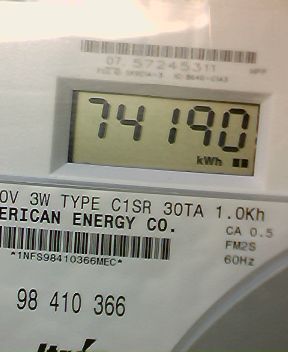 07 57245311
74190
kWh
0V 3W TYPE C1SR 30TA 1.0Kh
ERICAN ENERGY CO.
CA 0.5
FM2S
*1NFS98410366MEC*
60Hz
98 410 366
Itron